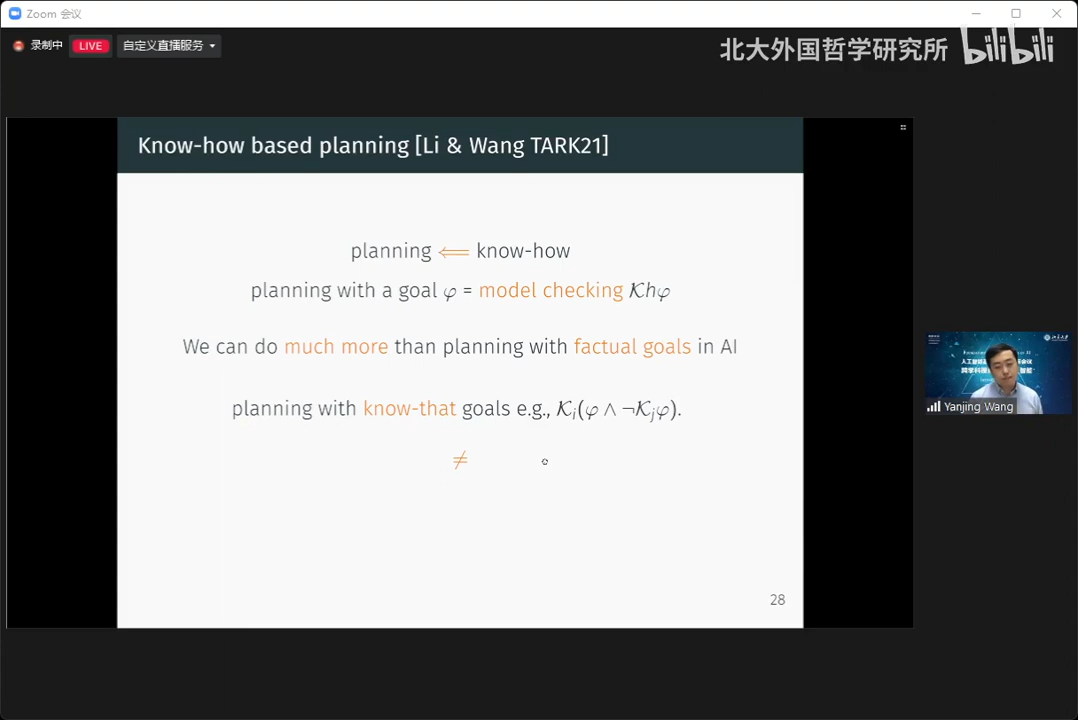 Zoom 会议
录制中 LIVE 自定义直播服务
北大外国哲学研究所 bilibili
Know-how based planning [Li & Wang TARK21]
planning ⟸ know-how
planning with a goal φ = model checking 𝒦hφ
We can do much more than planning with factual goals in AI
planning with know-that goals e.g., 𝒦ᵢ(φ ∧ ¬𝒦ⱼφ).
≠
28
Yanjing Wang